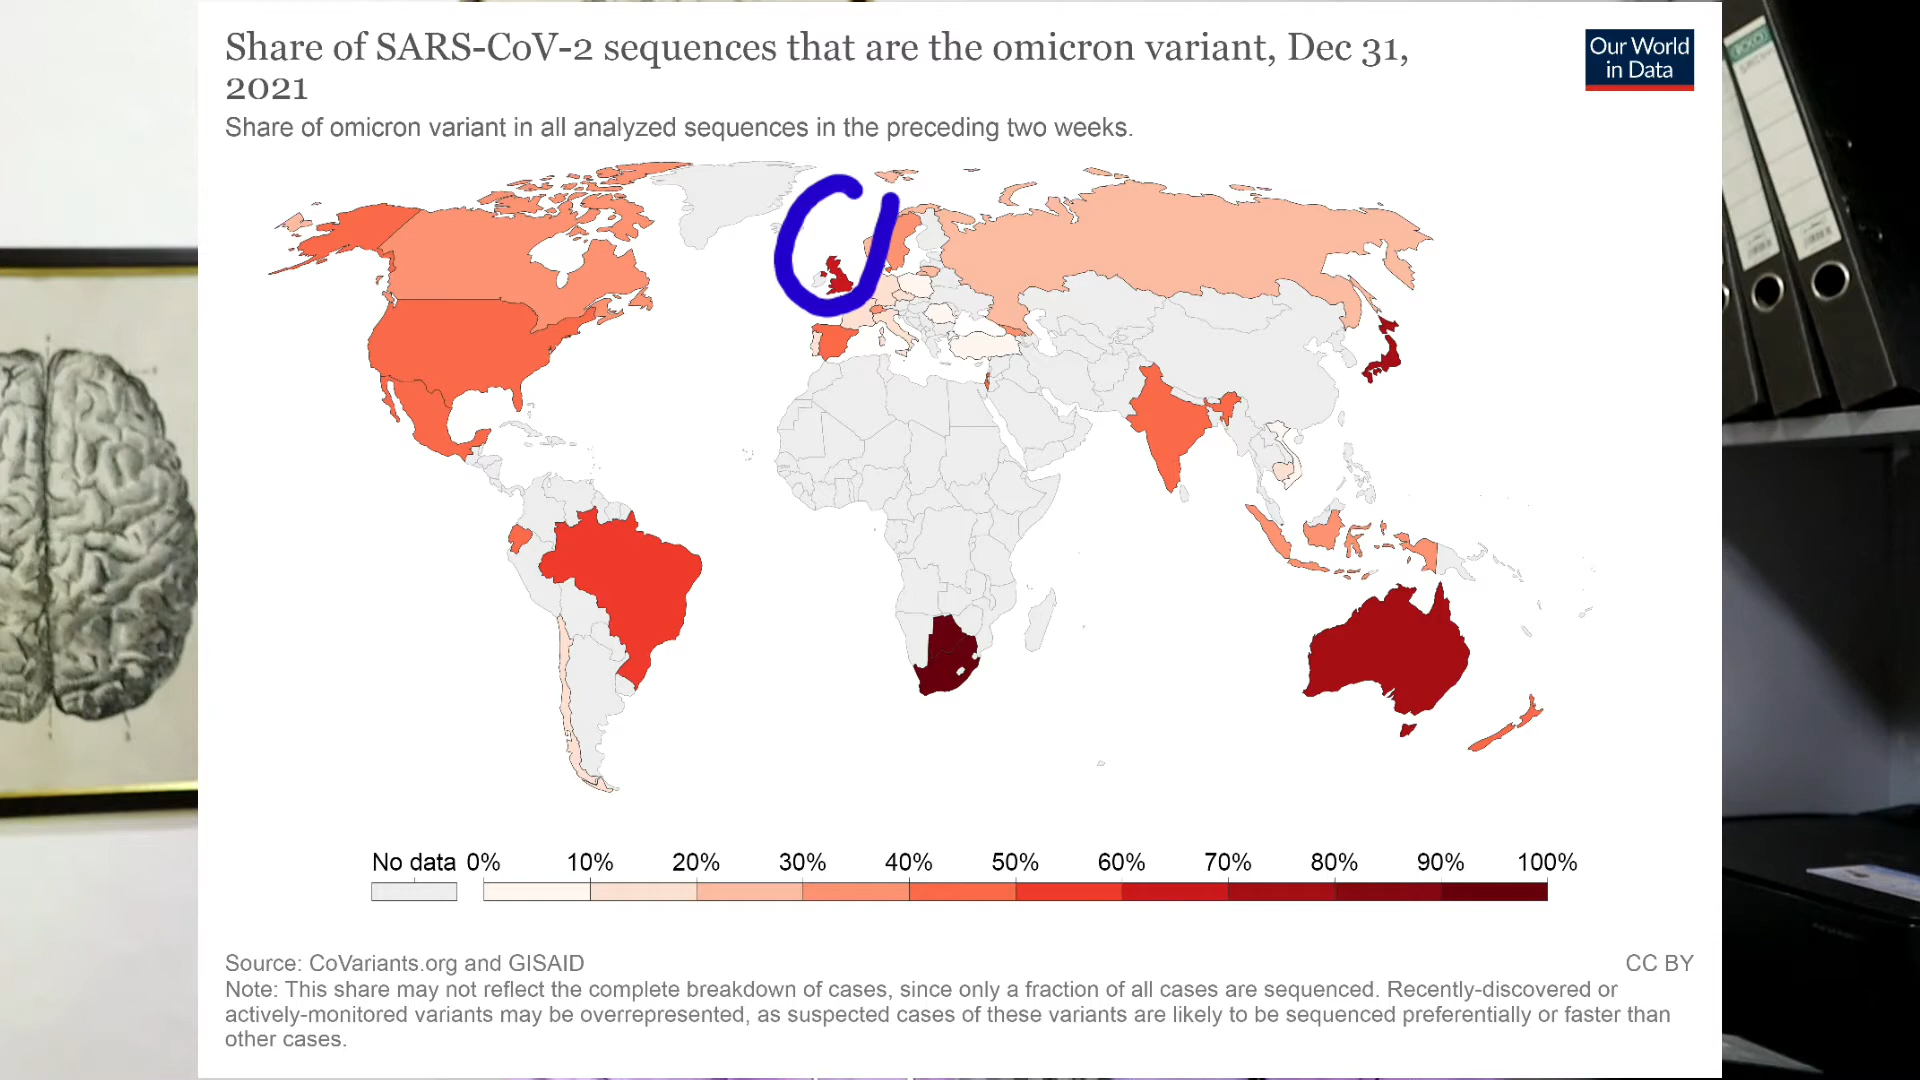 Share of SARS-CoV-2 sequences that are the omicron variant, Dec 31,
2021
Our World
in Data
Share of omicron variant in all analyzed sequences in the preceding two weeks.
No data 0% 10% 20% 30% 40% 50% 60% 70% 80% 90% 100%
Source: CoVariants.org and GISAID
CC BY
Note: This share may not reflect the complete breakdown of cases, since only a fraction of all cases are sequenced. Recently-discovered or
actively-monitored variants may be overrepresented, as suspected cases of these variants are likely to be sequenced preferentially or faster than
other cases.